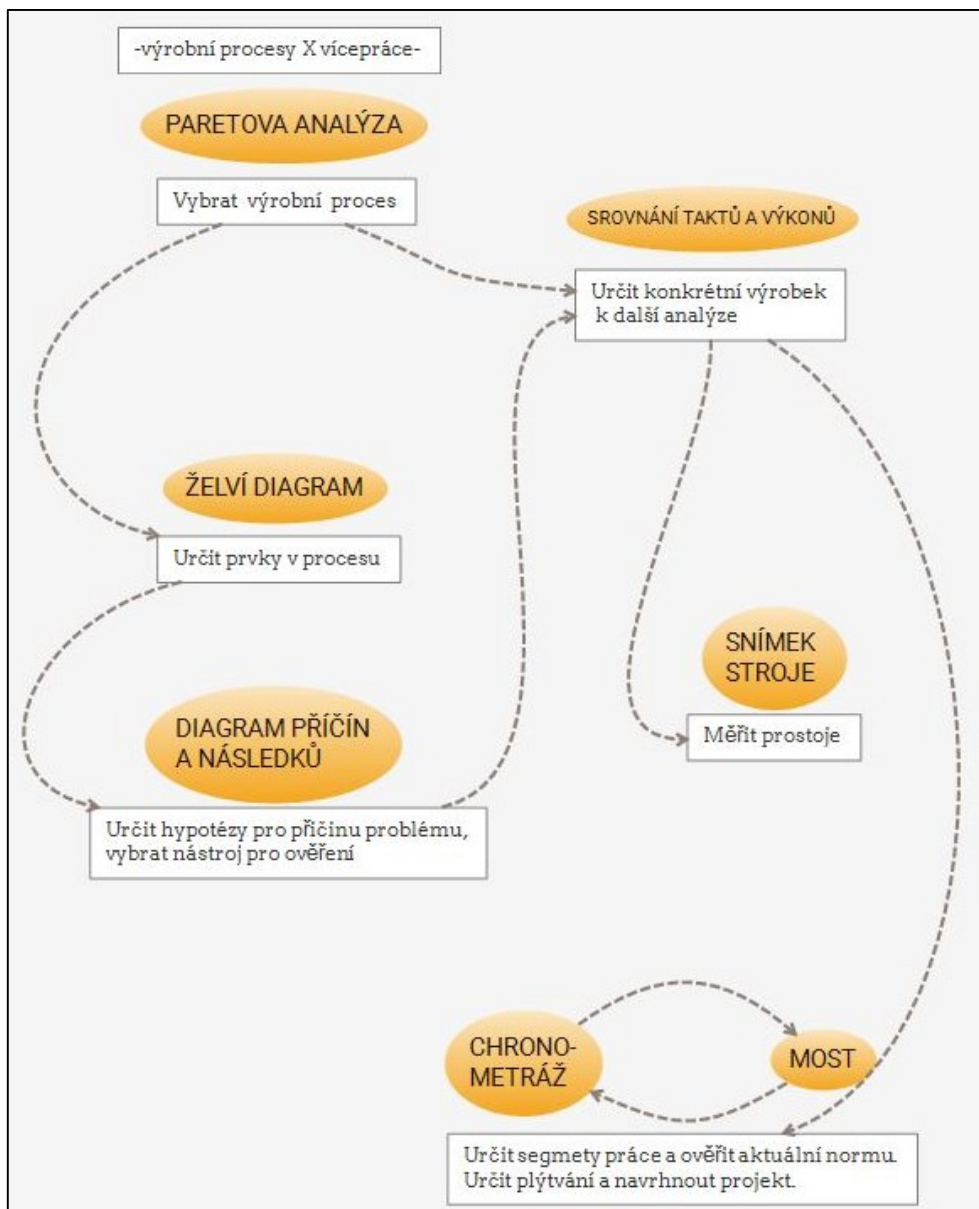 -výrobní procesy X vícepráce-
PARETOVA ANALÝZA
Vybrat výrobní proces
SROVNÁNÍ TAKTŮ A VÝKONŮ
Určit konkrétní výrobek
k další analýze
ŽELVÍ DIAGRAM
Určit prvky v procesu
SNÍMEK
STROJE
Měřit prostoje
DIAGRAM PŘÍČÍN
A NÁSLEDKŮ
Určit hypotézy pro příčinu problému,
vybrat nástroj pro ověření
CHRONO-
METRÁŽ
MOST
Určit segmety práce a ověřit aktuální normu.
Určit plýtvání a navrhnout projekt.